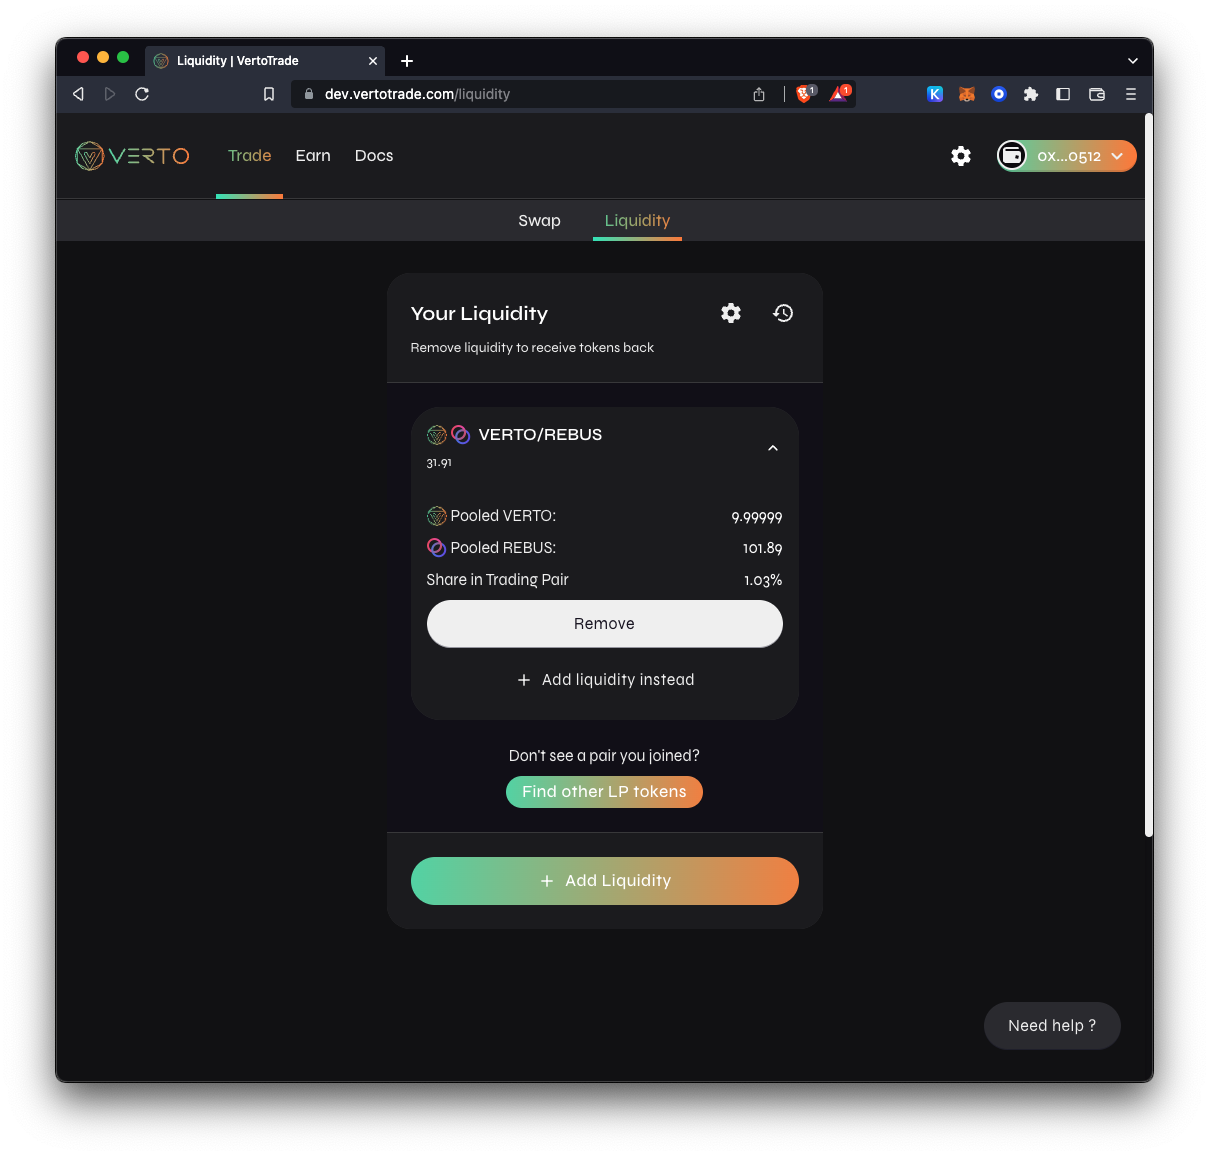 Liquidity | VertoTrade
dev.vertotrade.com/liquidity
1
1
K
VERTO
Trade
Earn
Docs
0x...0512
Swap
Liquidity
Your Liquidity
Remove liquidity to receive tokens back
VERTO/REBUS
31.91
Pooled VERTO: 9.99999
Pooled REBUS: 101.89
Share in Trading Pair 1.03%
Remove
+ Add liquidity instead
Don't see a pair you joined?
Find other LP tokens
+ Add Liquidity
Need help ?